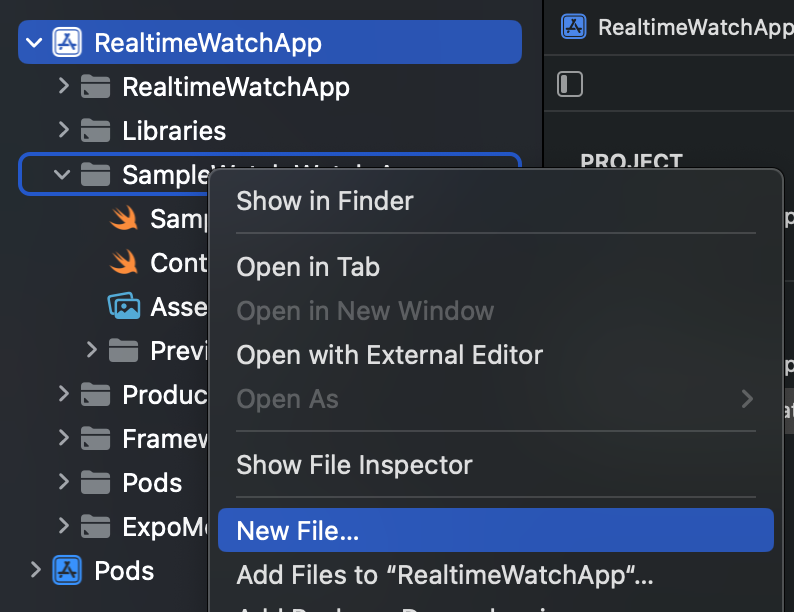 RealtimeWatchApp
RealtimeWatchApp
RealtimeWatchApp
Libraries
PROJECT
Show in Finder
Open in Tab
Open in New Window
Open with External Editor
Open As
Pods
Show File Inspector
New File...
Pods
Add Files to “RealtimeWatchApp“...